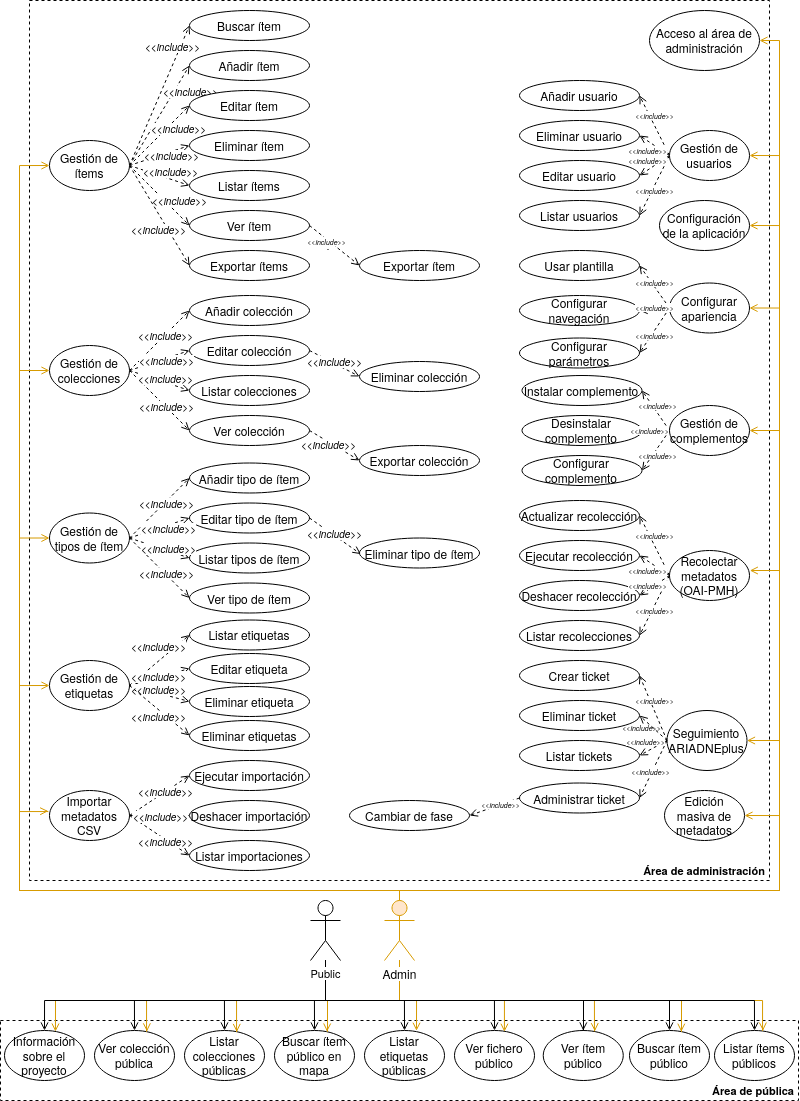 Buscar ítem
<<Include>>
Añadir ítem
<<Include>>
Editar ítem
<<Include>>
Eliminar ítem
<<Include>>
Gestión de
ítems
<<Include>>
Listar ítems
<<Include>>
Ver ítem
<<Include>>
Exportar ítems
<<Include>>
Exportar ítem
Añadir colección
<<Include>>
Editar colección
<<Include>>
Gestión de
colecciones
<<Include>>
Listar colecciones
<<Include>>
Ver colección
<<Include>>
Eliminar colección
<<Include>>
Exportar colección
Añadir tipo de ítem
<<Include>>
Editar tipo de ítem
<<Include>>
Gestión de
tipos de ítem
<<Include>>
Listar tipos de ítem
<<Include>>
Ver tipo de ítem
<<Include>>
Eliminar tipo de ítem
Listar etiquetas
<<Include>>
Editar etiqueta
<<Include>>
Gestión de
etiquetas
<<Include>>
Eliminar etiqueta
<<Include>>
Eliminar etiquetas
Ejecutar importación
<<Include>>
Importar
metadatos
CSV
<<Include>>
Deshacer importación
<<Include>>
Listar importaciones
Acceso al área de
administración
Añadir usuario
<<Include>>
Eliminar usuario
<<Include>>
Gestión de
usuarios
<<Include>>
Editar usuario
<<Include>>
Listar usuarios
Configuración
de la aplicación
Usar plantilla
<<Include>>
Configurar
navegación
<<Include>>
Configurar
apariencia
<<Include>>
Configurar
parámetros
Instalar complemento
<<Include>>
Desinstalar
complemento
<<Include>>
Gestión de
complementos
<<Include>>
Configurar
complemento
Actualizar recolección
<<Include>>
Ejecutar recolección
<<Include>>
Recolectar
metadatos
(OAI-PMH)
<<Include>>
Deshacer recolección
<<Include>>
Listar recolecciones
Crear ticket
<<Include>>
Eliminar ticket
<<Include>>
Seguimiento
ARIADNEplus
<<Include>>
Listar tickets
<<Include>>
Administrar ticket
<<Include>>
Cambiar de fase
Edición
masiva de
metadatos
Área de administración
Public
Admin
Información
sobre el
proyecto
Ver colección
pública
Listar
colecciones
públicas
Buscar ítem
público en
mapa
Listar
etiquetas
públicas
Ver fichero
público
Ver ítem
público
Buscar ítem
público
Listar ítems
públicos
Área de pública